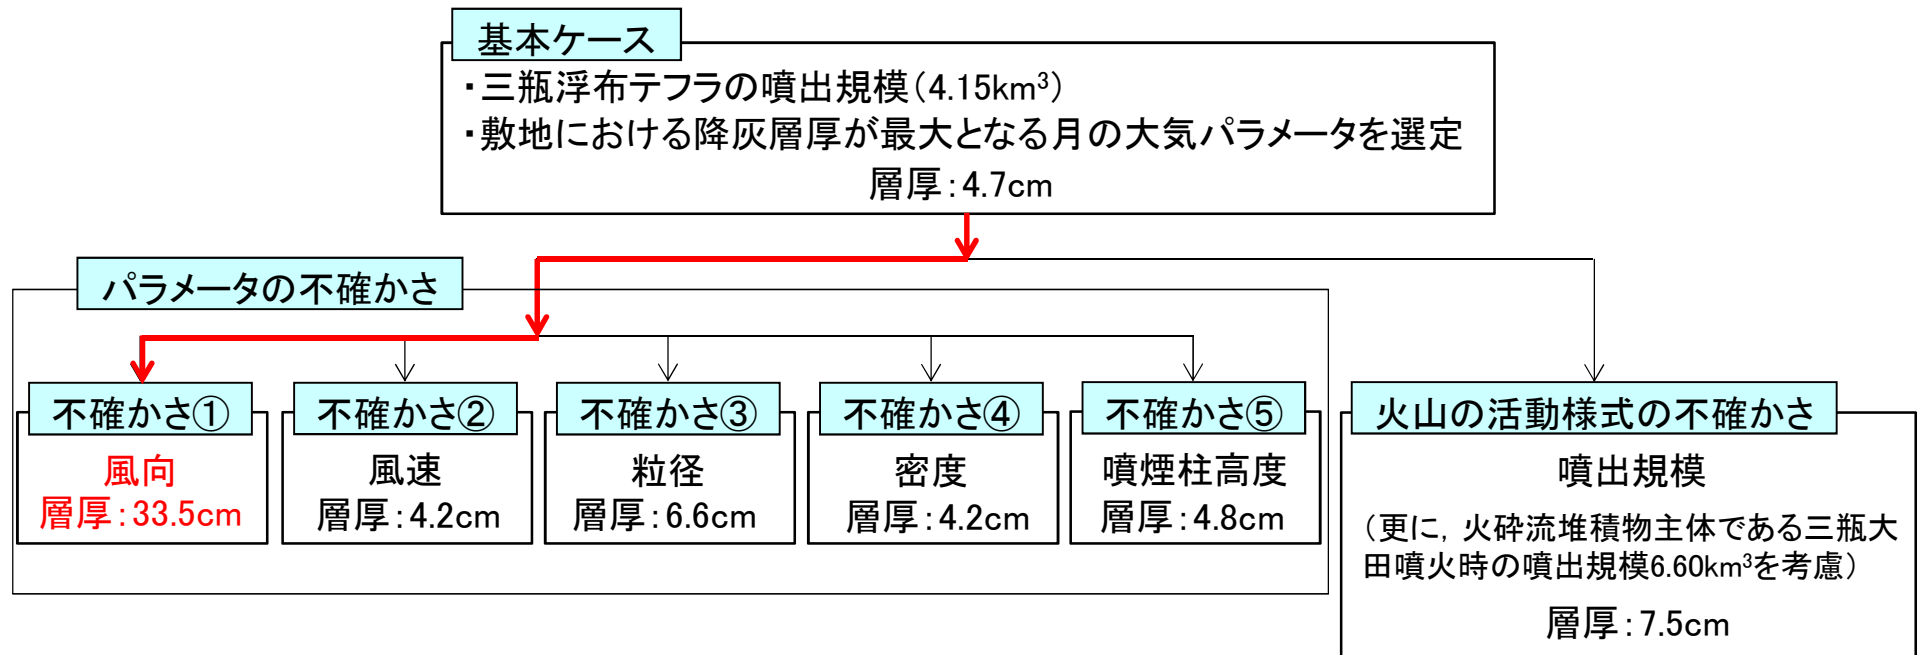 基本ケース
・三瓶浮布テフラの噴出規模(4.15km³)
・敷地における降灰層厚が最大となる月の大気パラメータを選定
層厚:4.7cm
パラメータの不確かさ
不確かさ①
風向
層厚:33.5cm
不確かさ②
風速
層厚:4.2cm
不確かさ③
粒径
層厚:6.6cm
不確かさ④
密度
層厚:4.2cm
不確かさ⑤
噴煙柱高度
層厚:4.8cm
火山の活動様式の不確かさ
噴出規模
(更に,火砕流堆積物主体である三瓶大
田噴火時の噴出規模6.60km³を考慮)
層厚:7.5cm